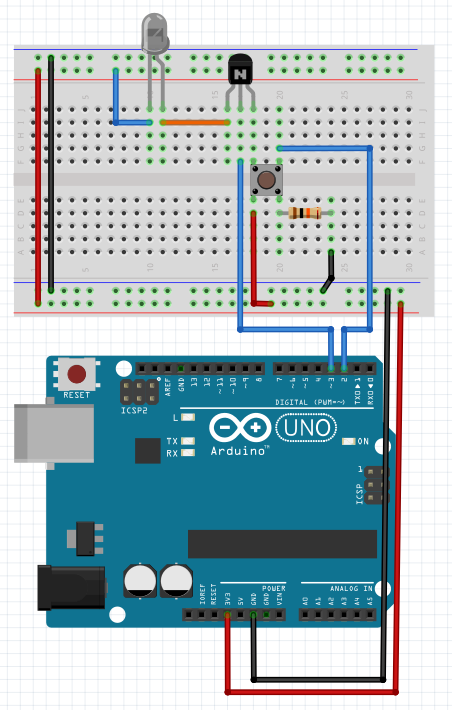 N
5
10
15
20
25
30
J
I
H
G
F
E
D
C
B
A
J
I
H
G
F
E
D
C
B
A
5
10
15
20
25
30
RESET
ICSP2
AREF
GND
13
12
~11
~10
~9
8
7
~6
~5
4
~3
2
TX0▶1
RX0◀0
DIGITAL (PWM=~)
L
TX
RX
Arduino™
UNO
ON
1
ICSP
IOREF
RESET
3V3
5V
GND
GND
VIN
POWER
A0
A1
A2
A3
A4
A5
ANALOG IN